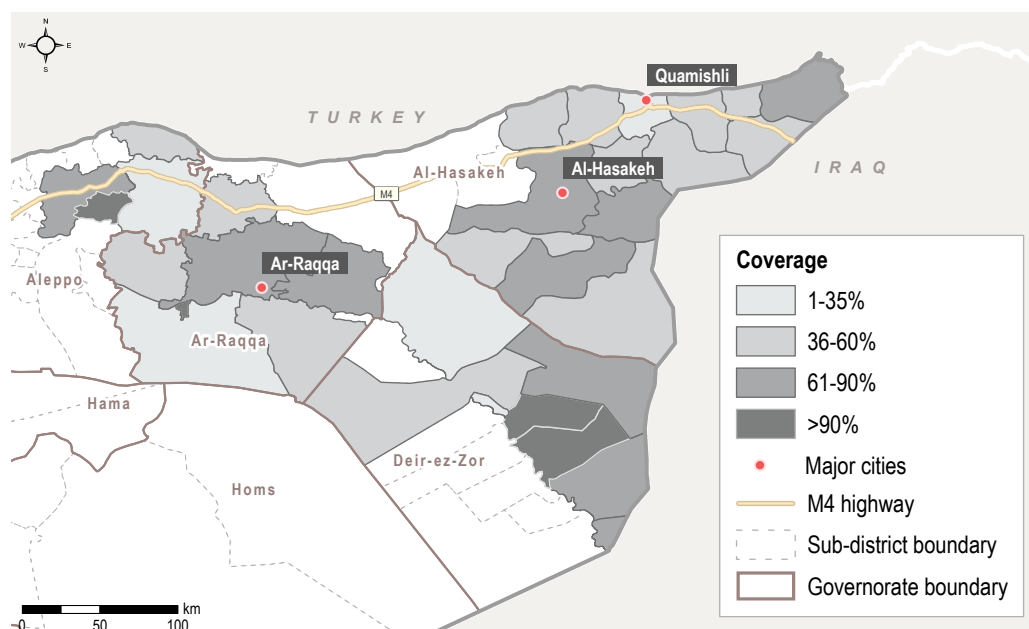 N
W E
S
Quamishli
TURKEY
IRAQ
Al-Hasakeh
Al-Hasakeh
M4
Ar-Raqqa
Aleppo
Ar-Raqqa
Hama
Deir-ez-Zor
Homs
Coverage
1-35%
36-60%
61-90%
>90%
Major cities
M4 highway
Sub-district boundary
Governorate boundary
km
0 50 100